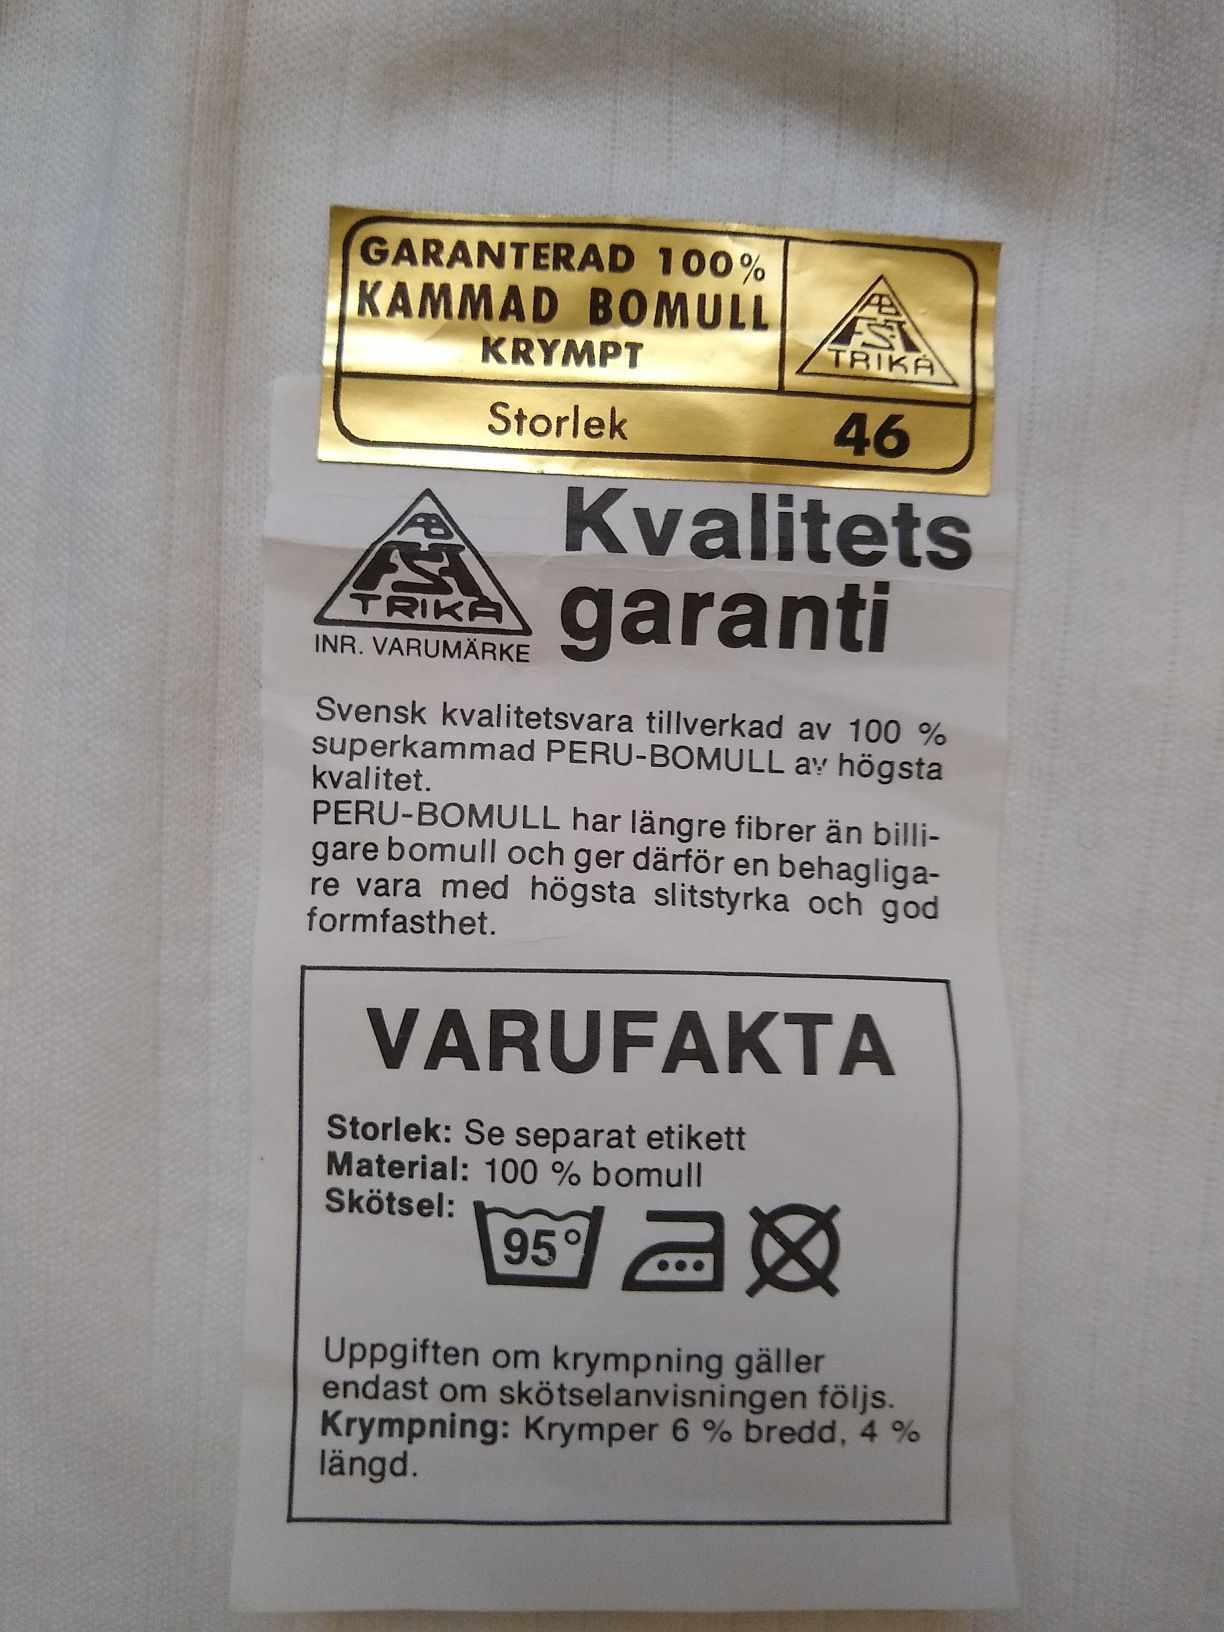 GARANTERAD 100%
KAMMAD BOMULL
KRYMPT
AB
FSA
TRIKÅ
Storlek 46
AB
FSA
TRIKÅ
INR. VARUMÄRKE
Kvalitets
garanti
Svensk kvalitetsvara tillverkad av 100 %
superkammad PERU-BOMULL av högsta
kvalitet.
PERU-BOMULL har längre fibrer än billi-
gare bomull och ger därför en behagliga-
re vara med högsta slitstyrka och god
formfasthet.
VARUFAKTA
Storlek: Se separat etikett
Material: 100 % bomull
Skötsel: 95°
Uppgiften om krympning gäller
endast om skötselanvisningen följs.
Krympning: Krymper 6 % bredd, 4 %
längd.